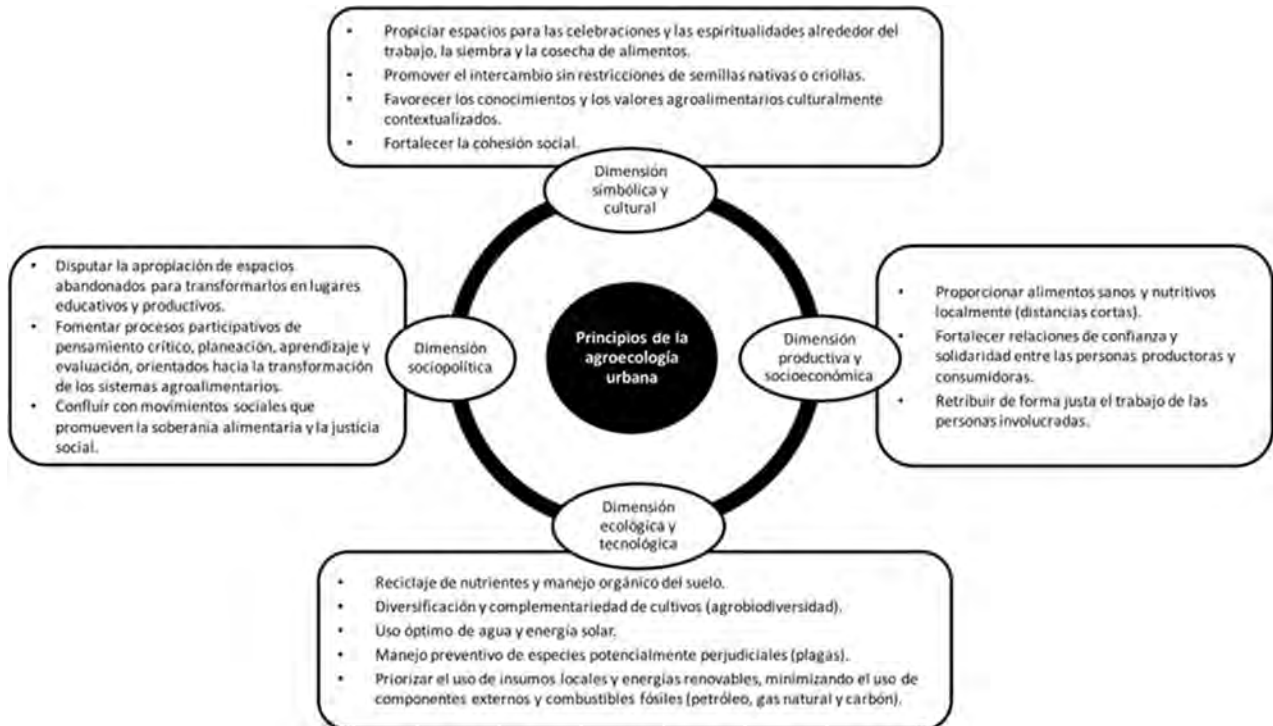 • Propiciar espacios para las celebraciones y las espiritualidades alrededor del
trabajo, la siembra y la cosecha de alimentos.
• Promover el intercambio sin restricciones de semillas nativas o criollas.
• Favorecer los conocimientos y los valores agroalimentarios culturalmente
contextualizados.
• Fortalecer la cohesión social.
Dimensión
simbólica y
cultural
• Disputar la apropiación de espacios
abandonados para transformarlos en lugares
educativos y productivos.
• Fomentar procesos participativos de
pensamiento crítico, planeación, aprendizaje y
evaluación, orientados hacia la transformación
de los sistemas agroalimentarios.
• Confluir con movimientos sociales que
promueven la soberanía alimentaria y la justicia
social.
Dimensión
sociopolítica
Principios de la
agroecología
urbana
Dimensión
productiva y
socioeconómica
• Proporcionar alimentos sanos y nutritivos
localmente (distancias cortas).
• Fortalecer relaciones de confianza y
solidaridad entre las personas productoras y
consumidoras.
• Retribuir de forma justa el trabajo de las
personas involucradas.
Dimensión
ecológica y
tecnológica
• Reciclaje de nutrientes y manejo orgánico del suelo.
• Diversificación y complementariedad de cultivos (agrobiodiversidad).
• Uso óptimo de agua y energía solar.
• Manejo preventivo de especies potencialmente perjudiciales (plagas).
• Priorizar el uso de insumos locales y energías renovables, minimizando el uso de
componentes externos y combustibles fósiles (petróleo, gas natural y carbón).